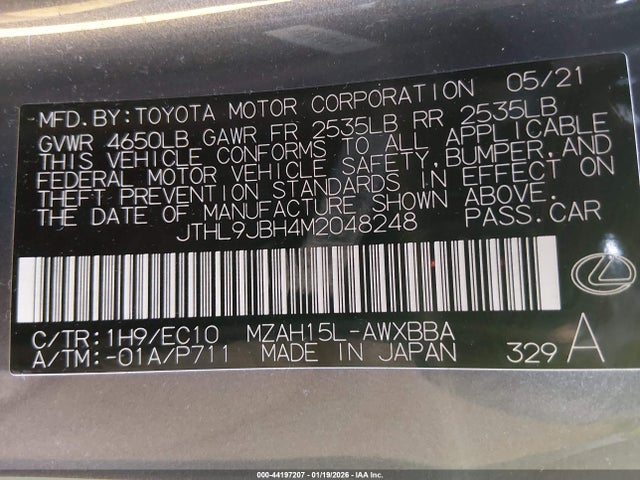 MFD.BY:TOYOTA MOTOR CORPORATION 05/21
GVWR 4650LB GAWR FR 2535LB RR 2535LB
THIS VEHICLE CONFORMS TO ALL APPLICABLE
FEDERAL MOTOR VEHICLE SAFETY,BUMPER,AND
THEFT PREVENTION STANDARDS IN EFFECT ON
THE DATE OF MANUFACTURE SHOWN ABOVE.
JTHL9JBH4M2048248 PASS.CAR
C/TR:1H9/EC10 MZAH15L-AWXBBA
A/TM:-01A/P711 MADE IN JAPAN 329 A
000-44197207 - 01/19/2026 - IAA Inc.